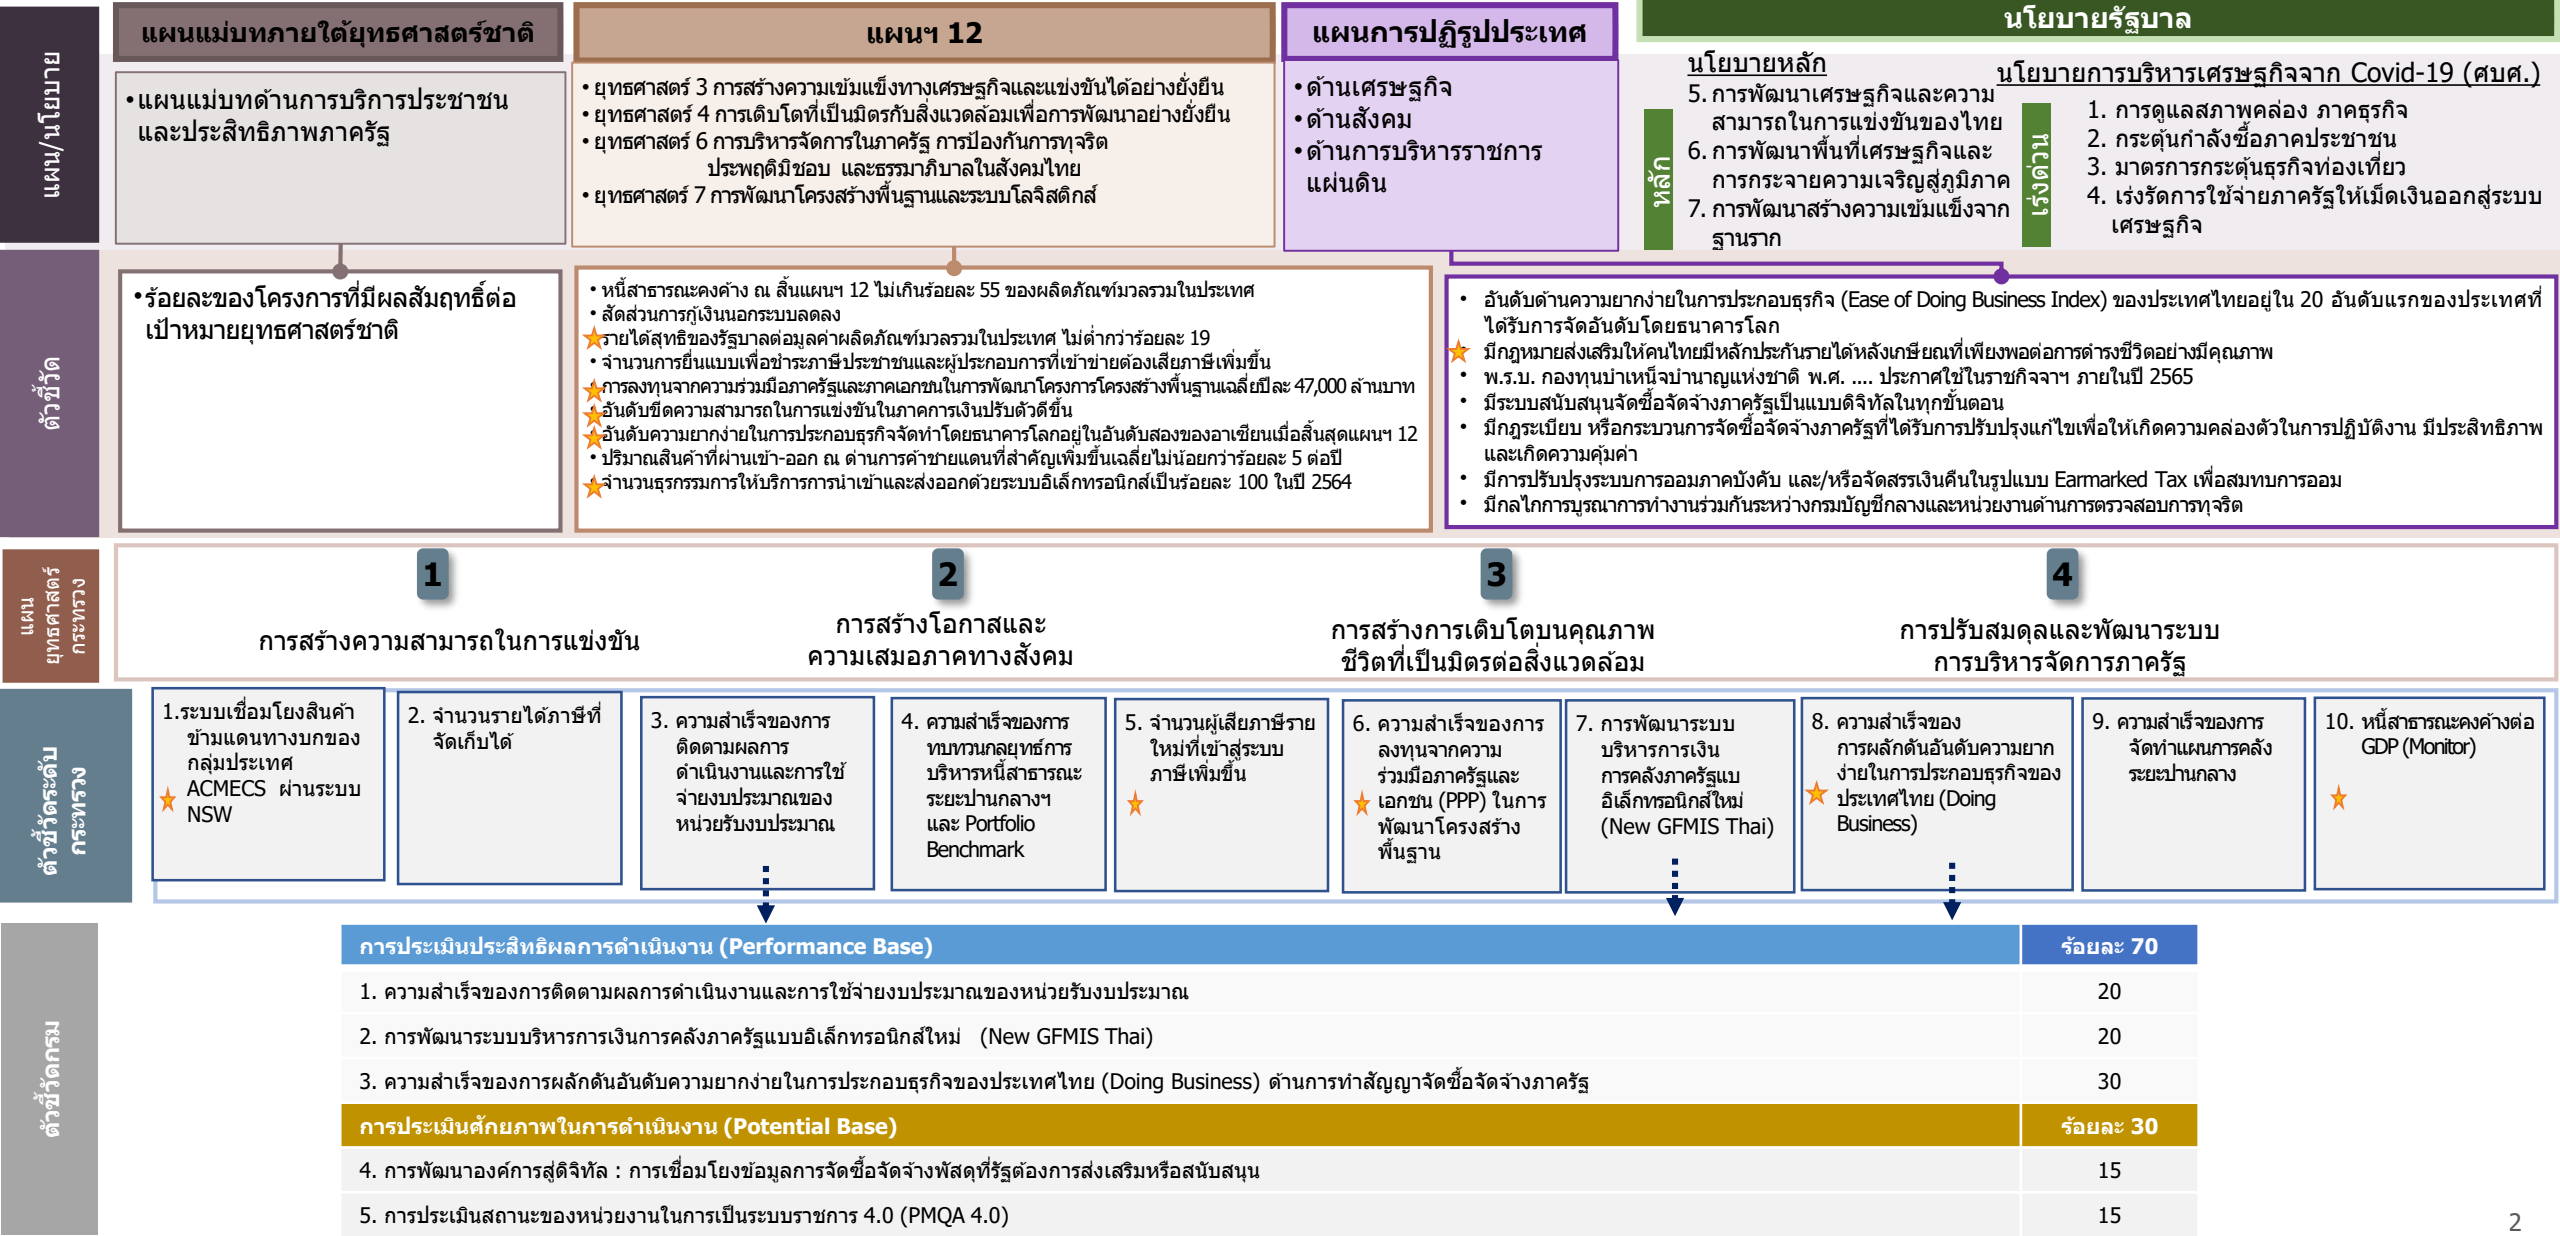 แผน/นโยบาย
แผนแม่บทภายใต้ยุทธศาสตร์ชาติ
•แผนแม่บทด้านการบริการประชาชน
และประสิทธิภาพภาครัฐ
แผนฯ 12
• ยุทธศาสตร์ 3 การสร้างความเข้มแข็งทางเศรษฐกิจและแข่งขันได้อย่างยั่งยืน
• ยุทธศาสตร์ 4 การเติบโตที่เป็นมิตรกับสิ่งแวดล้อมเพื่อการพัฒนาอย่างยั่งยืน
• ยุทธศาสตร์ 6 การบริหารจัดการในภาครัฐ การป้องกันการทุจริต
ประพฤติมิชอบ และธรรมาภิบาลในสังคมไทย
• ยุทธศาสตร์ 7 การพัฒนาโครงสร้างพื้นฐานและระบบโลจิสติกส์
แผนการปฏิรูปประเทศ
•ด้านเศรษฐกิจ
•ด้านสังคม
•ด้านการบริหารราชการ
แผ่นดิน
นโยบายรัฐบาล
หลัก
นโยบายหลัก
5. การพัฒนาเศรษฐกิจและความ
สามารถในการแข่งขันของไทย
6. การพัฒนาพื้นที่เศรษฐกิจและ
การกระจายความเจริญสู่ภูมิภาค
7. การพัฒนาสร้างความเข้มแข็งจาก
ฐานราก
เร่งด่วน
นโยบายการบริหารเศรษฐกิจจาก Covid-19 (ศบศ.)
1. การดูแลสภาพคล่อง ภาคธุรกิจ
2. กระตุ้นกำลังซื้อภาคประชาชน
3. มาตรการกระตุ้นธุรกิจท่องเที่ยว
4. เร่งรัดการใช้จ่ายภาครัฐให้เม็ดเงินออกสู่ระบบ
เศรษฐกิจ
ตัวชี้วัด
•ร้อยละของโครงการที่มีผลสัมฤทธิ์ต่อ
เป้าหมายยุทธศาสตร์ชาติ
• หนี้สาธารณะคงค้าง ณ สิ้นแผนฯ 12 ไม่เกินร้อยละ 55 ของผลิตภัณฑ์มวลรวมในประเทศ
• สัดส่วนการกู้เงินนอกระบบลดลง
รายได้สุทธิของรัฐบาลต่อมูลค่าผลิตภัณฑ์มวลรวมในประเทศ ไม่ต่ำกว่าร้อยละ 19
• จำนวนการยื่นแบบเพื่อชำระภาษีประชาชนและผู้ประกอบการที่เข้าข่ายต้องเสียภาษีเพิ่มขึ้น
• การลงทุนจากความร่วมมือภาครัฐและภาคเอกชนในการพัฒนาโครงการโครงสร้างพื้นฐานเฉลี่ยปีละ 47,000 ล้านบาท
• อันดับขีดความสามารถในการแข่งขันในภาคการเงินปรับตัวดีขึ้น
• อันดับความยากง่ายในการประกอบธุรกิจจัดทำโดยธนาคารโลกอยู่ในอันดับสองของอาเซียนเมื่อสิ้นสุดแผนฯ 12
• ปริมาณสินค้าที่ผ่านเข้า-ออก ณ ด่านการค้าชายแดนที่สำคัญเพิ่มขึ้นเฉลี่ยไม่น้อยกว่าร้อยละ 5 ต่อปี
• จำนวนธุรกรรมการให้บริการการนำเข้าและส่งออกด้วยระบบอิเล็กทรอนิกส์เป็นร้อยละ 100 ในปี 2564
• อันดับด้านความยากง่ายในการประกอบธุรกิจ (Ease of Doing Business Index) ของประเทศไทยอยู่ใน 20 อันดับแรกของประเทศที่
ได้รับการจัดอันดับโดยธนาคารโลก
• มีกฎหมายส่งเสริมให้คนไทยมีหลักประกันรายได้หลังเกษียณที่เพียงพอต่อการดำรงชีวิตอย่างมีคุณภาพ
• พ.ร.บ. กองทุนบำเหน็จบำนาญแห่งชาติ พ.ศ. .... ประกาศใช้ในราชกิจจาฯ ภายในปี 2565
• มีระบบสนับสนุนจัดซื้อจัดจ้างภาครัฐเป็นแบบดิจิทัลในทุกขั้นตอน
• มีกฎระเบียบ หรือกระบวนการจัดซื้อจัดจ้างภาครัฐที่ได้รับการปรับปรุงแก้ไขเพื่อให้เกิดความคล่องตัวในการปฏิบัติงาน มีประสิทธิภาพ
และเกิดความคุ้มค่า
• มีการปรับปรุงระบบการออมภาคบังคับ และ/หรือจัดสรรเงินคืนในรูปแบบ Earmarked Tax เพื่อสมทบการออม
• มีกลไกการบูรณาการทำงานร่วมกันระหว่างกรมบัญชีกลางและหน่วยงานด้านการตรวจสอบการทุจริต
แผน
ยุทธศาสตร์
กระทรวง
1
การสร้างความสามารถในการแข่งขัน
2
การสร้างโอกาสและ
ความเสมอภาคทางสังคม
3
การสร้างการเติบโตบนคุณภาพ
ชีวิตที่เป็นมิตรต่อสิ่งแวดล้อม
4
การปรับสมดุลและพัฒนาระบบ
การบริหารจัดการภาครัฐ
ตัวชี้วัดระดับ
กระทรวง
1.ระบบเชื่อมโยงสินค้า
ข้ามแดนทางบกของ
กลุ่มประเทศ
ACMECS ผ่านระบบ
NSW
2. จำนวนรายได้ภาษีที่
จัดเก็บได้
3. ความสำเร็จของการ
ติดตามผลการ
ดำเนินงานและการใช้
จ่ายงบประมาณของ
หน่วยรับงบประมาณ
4. ความสำเร็จของการ
ทบทวนกลยุทธ์การ
บริหารหนี้สาธารณะ
ระยะปานกลางฯ
และ Portfolio
Benchmark
5. จำนวนผู้เสียภาษีราย
ใหม่ที่เข้าสู่ระบบ
ภาษีเพิ่มขึ้น
6. ความสำเร็จของการ
ลงทุนจากความ
ร่วมมือภาครัฐและ
เอกชน (PPP) ในการ
พัฒนาโครงสร้าง
พื้นฐาน
7. การพัฒนาระบบ
บริหารการเงิน
การคลังภาครัฐแบ
อิเล็กทรอนิกส์ใหม่
(New GFMIS Thai)
8. ความสำเร็จของ
การผลักดันอันดับความยาก
ง่ายในการประกอบธุรกิจของ
ประเทศไทย (Doing
Business)
9. ความสำเร็จของการ
จัดทำแผนการคลัง
ระยะปานกลาง
10. หนี้สาธารณะคงค้างต่อ
GDP (Monitor)
ตัวชี้วัดกรม
การประเมินประสิทธิผลการดำเนินงาน (Performance Base) ร้อยละ 70
1. ความสำเร็จของการติดตามผลการดำเนินงานและการใช้จ่ายงบประมาณของหน่วยรับงบประมาณ 20
2. การพัฒนาระบบบริหารการเงินการคลังภาครัฐแบบอิเล็กทรอนิกส์ใหม่ (New GFMIS Thai) 20
3. ความสำเร็จของการผลักดันอันดับความยากง่ายในการประกอบธุรกิจของประเทศไทย (Doing Business) ด้านการทำสัญญาจัดซื้อจัดจ้างภาครัฐ 30
การประเมินศักยภาพในการดำเนินงาน (Potential Base) ร้อยละ 30
4. การพัฒนาองค์การสู่ดิจิทัล : การเชื่อมโยงข้อมูลการจัดซื้อจัดจ้างพัสดุที่รัฐต้องการส่งเสริมหรือสนับสนุน 15
5. การประเมินสถานะของหน่วยงานในการเป็นระบบราชการ 4.0 (PMQA 4.0) 15
2